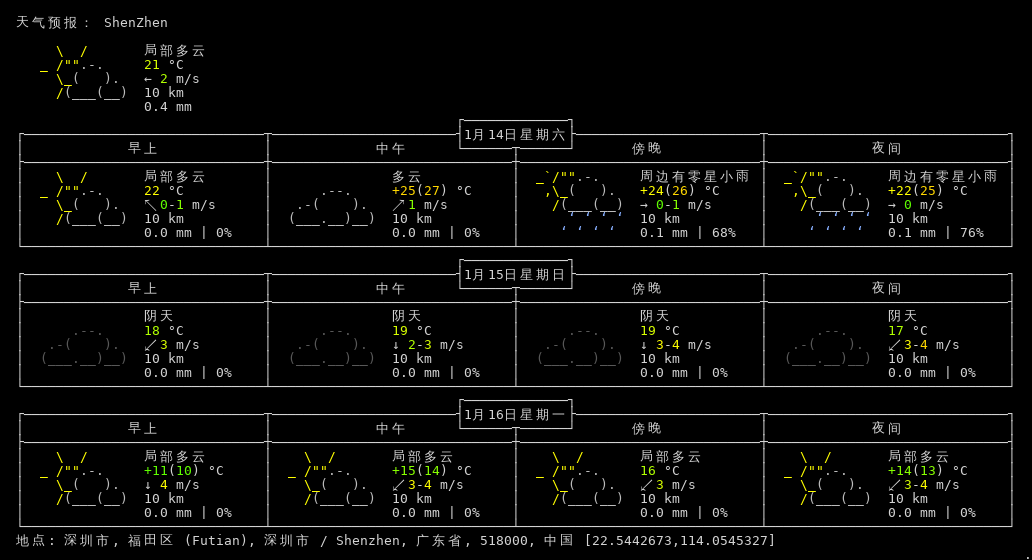 天气预报： ShenZhen
局部多云
21 °C
← 2 m/s
10 km
0.4 mm
1月14日星期六
早上 中午 傍晚 夜间
局部多云 多云 周边有零星小雨 周边有零星小雨
22 °C +25(27) °C +24(26) °C +22(25) °C
↖ 0-1 m/s ↗ 1 m/s → 0-1 m/s → 0 m/s
10 km 10 km 10 km 10 km
0.0 mm | 0% 0.0 mm | 0% 0.1 mm | 68% 0.1 mm | 76%
1月15日星期日
早上 中午 傍晚 夜间
阴天 阴天 阴天 阴天
18 °C 19 °C 19 °C 17 °C
↙ 3 m/s ↓ 2-3 m/s ↓ 3-4 m/s ↙ 3-4 m/s
10 km 10 km 10 km 10 km
0.0 mm | 0% 0.0 mm | 0% 0.0 mm | 0% 0.0 mm | 0%
1月16日星期一
早上 中午 傍晚 夜间
局部多云 局部多云 局部多云 局部多云
+11(10) °C +15(14) °C 16 °C +14(13) °C
↓ 4 m/s ↙ 3-4 m/s ↙ 3 m/s ↙ 3-4 m/s
10 km 10 km 10 km 10 km
0.0 mm | 0% 0.0 mm | 0% 0.0 mm | 0% 0.0 mm | 0%
地点: 深圳市, 福田区 (Futian), 深圳市 / Shenzhen, 广东省, 518000, 中国 [22.5442673,114.0545327]